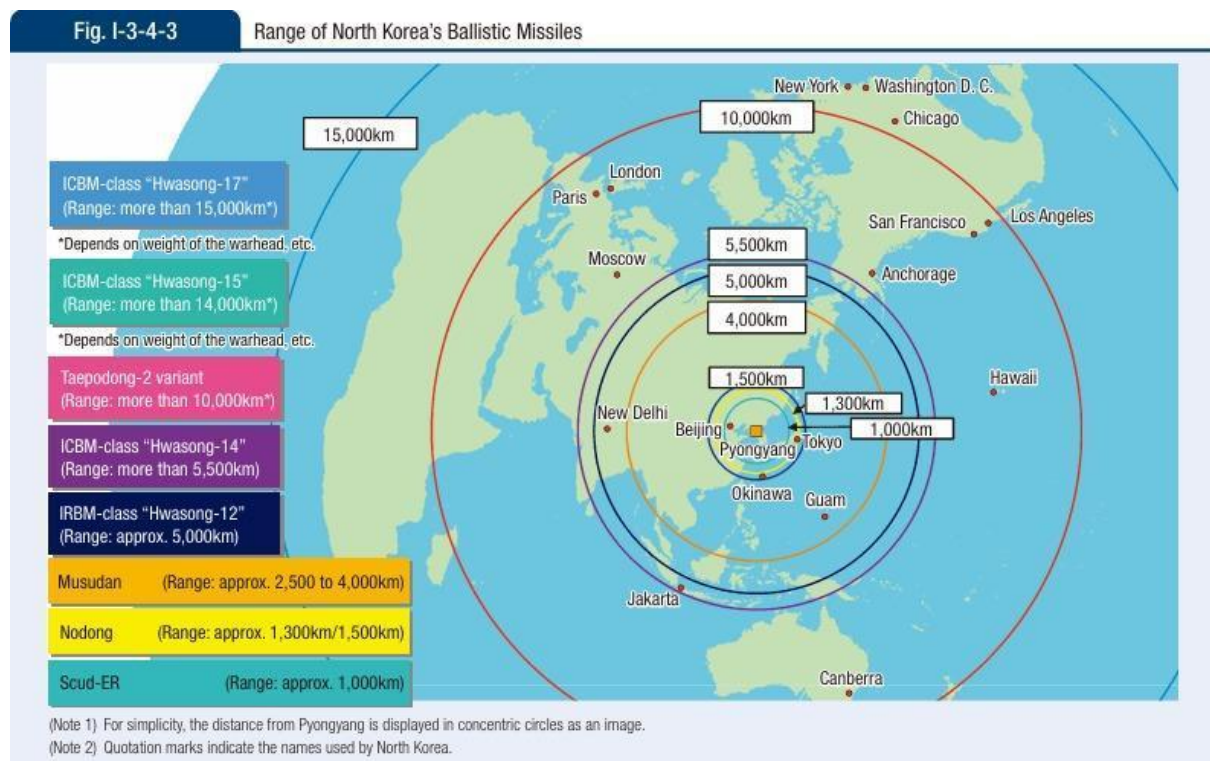 Fig. I-3-4-3
Range of North Korea's Ballistic Missiles
New York
Washington D. C.
10,000km
Chicago
15,000km
London
Paris
ICBM-class “Hwasong-17”
(Range: more than 15,000km*)
San Francisco
Los Angeles
5,500km
*Depends on weight of the warhead, etc.
Moscow
Anchorage
5,000km
ICBM-class “Hwasong-15”
(Range: more than 14,000km*)
4,000km
*Depends on weight of the warhead, etc.
Taepodong-2 variant
(Range: more than 10,000km*)
1,500km
Hawaii
1,300km
New Delhi
Beijing
1,000km
Pyongyang
Tokyo
ICBM-class “Hwasong-14”
(Range: more than 5,500km)
Okinawa
Guam
IRBM-class “Hwasong-12”
(Range: approx. 5,000km)
Musudan (Range: approx. 2,500 to 4,000km)
Jakarta
Nodong (Range: approx. 1,300km/1,500km)
Canberra
Scud-ER (Range: approx. 1,000km)
(Note 1) For simplicity, the distance from Pyongyang is displayed in concentric circles as an image.
(Note 2) Quotation marks indicate the names used by North Korea.